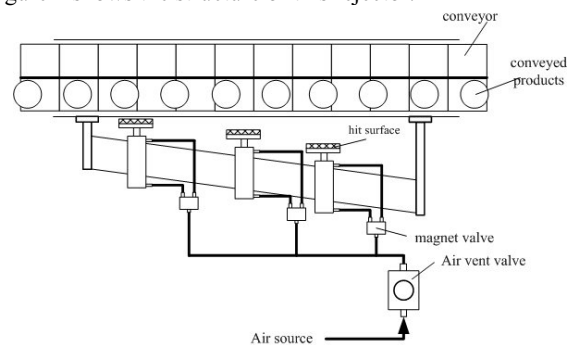 conveyor
conveyed
products
hit surface
magnet valve
Air vent valve
Air source